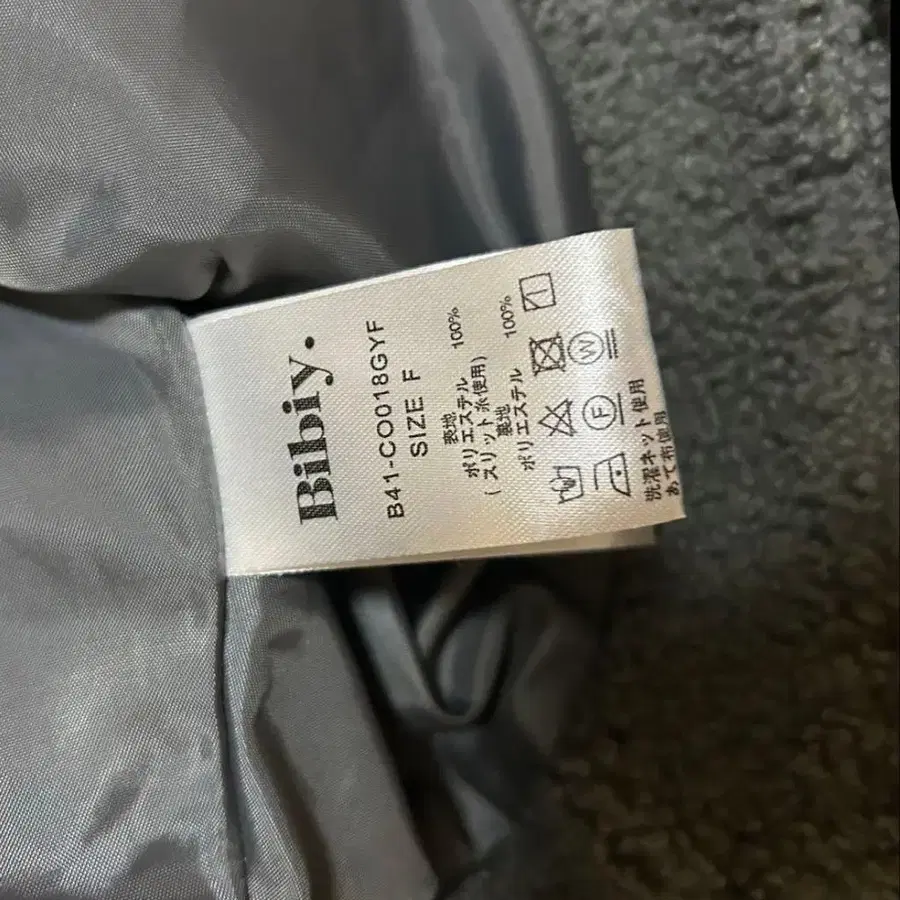 Bibiy.
B41-CO018GYF
SIZE F
表地
ポリエステル 100%
(スリット糸使用)
裏地
ポリエステル 100%
W
F
洗濯ネット使用
あて布使用